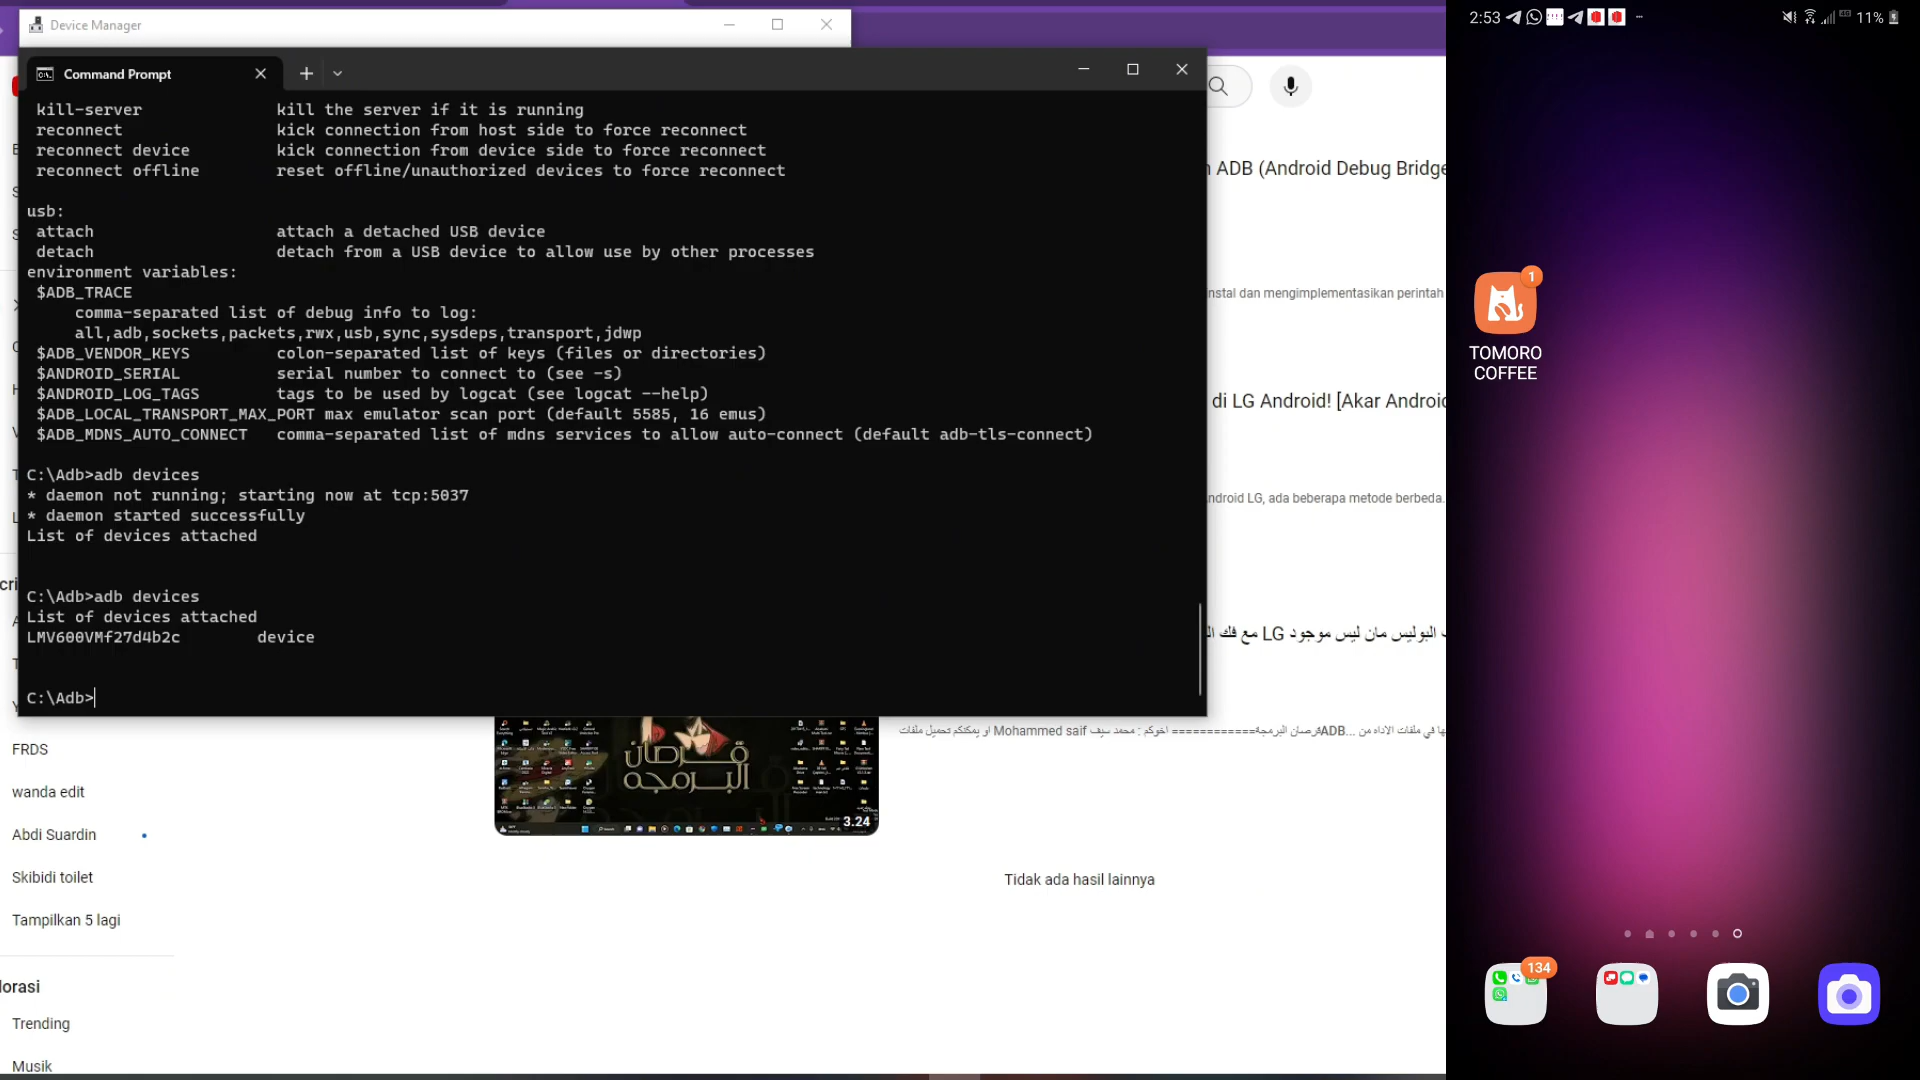 Device Manager
Command Prompt
kill-server kill the server if it is running
reconnect kick connection from host side to force reconnect
reconnect device kick connection from device side to force reconnect
reconnect offline reset offline/unauthorized devices to force reconnect
usb:
attach attach a detached USB device
detach detach from a USB device to allow use by other processes
environment variables:
$ADB_TRACE
comma-separated list of debug info to log:
all,adb,sockets,packets,rwx,usb,sync,sysdeps,transport,jdwp
$ADB_VENDOR_KEYS colon-separated list of keys (files or directories)
$ANDROID_SERIAL serial number to connect to (see -s)
$ANDROID_LOG_TAGS tags to be used by logcat (see logcat --help)
$ADB_LOCAL_TRANSPORT_MAX_PORT max emulator scan port (default 5585, 16 emus)
$ADB_MDNS_AUTO_CONNECT comma-separated list of mdns services to allow auto-connect (default adb-tls-connect)
C:\Adb>adb devices
* daemon not running; starting now at tcp:5037
* daemon started successfully
List of devices attached
C:\Adb>adb devices
List of devices attached
LMV600VMf27d4b2c device
C:\Adb>
ADB (Android Debug Bridge
nstal dan mengimplementasikan perintah
di LG Android! [Akar Android
ndroid LG, ada beberapa metode berbeda.
البوليس مان ليس موجود LG مع فك
اخوكم : محمد سيف Mohammed saif او يمكنكم تحميل ملفات
قرصان
البرمجه
3.24
FRDS
wanda edit
Abdi Suardin
Skibidi toilet
Tampilkan 5 lagi
Tidak ada hasil lainnya
lorasi
Trending
Musik
2:53
11%
1
TOMORO
COFFEE
134